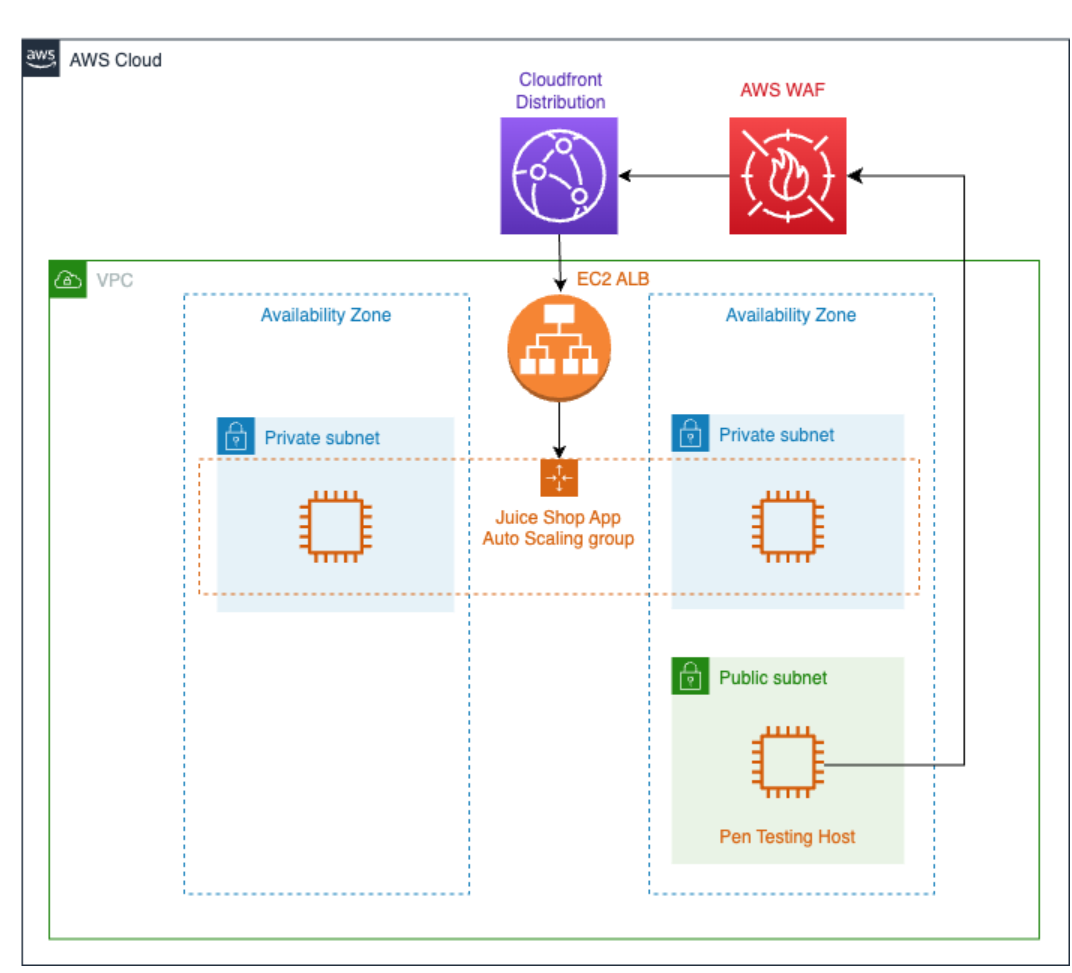 aws
AWS Cloud
Cloudfront
Distribution
AWS WAF
VPC
EC2 ALB
Availability Zone
Availability Zone
Private subnet
Private subnet
Juice Shop App
Auto Scaling group
Public subnet
Pen Testing Host